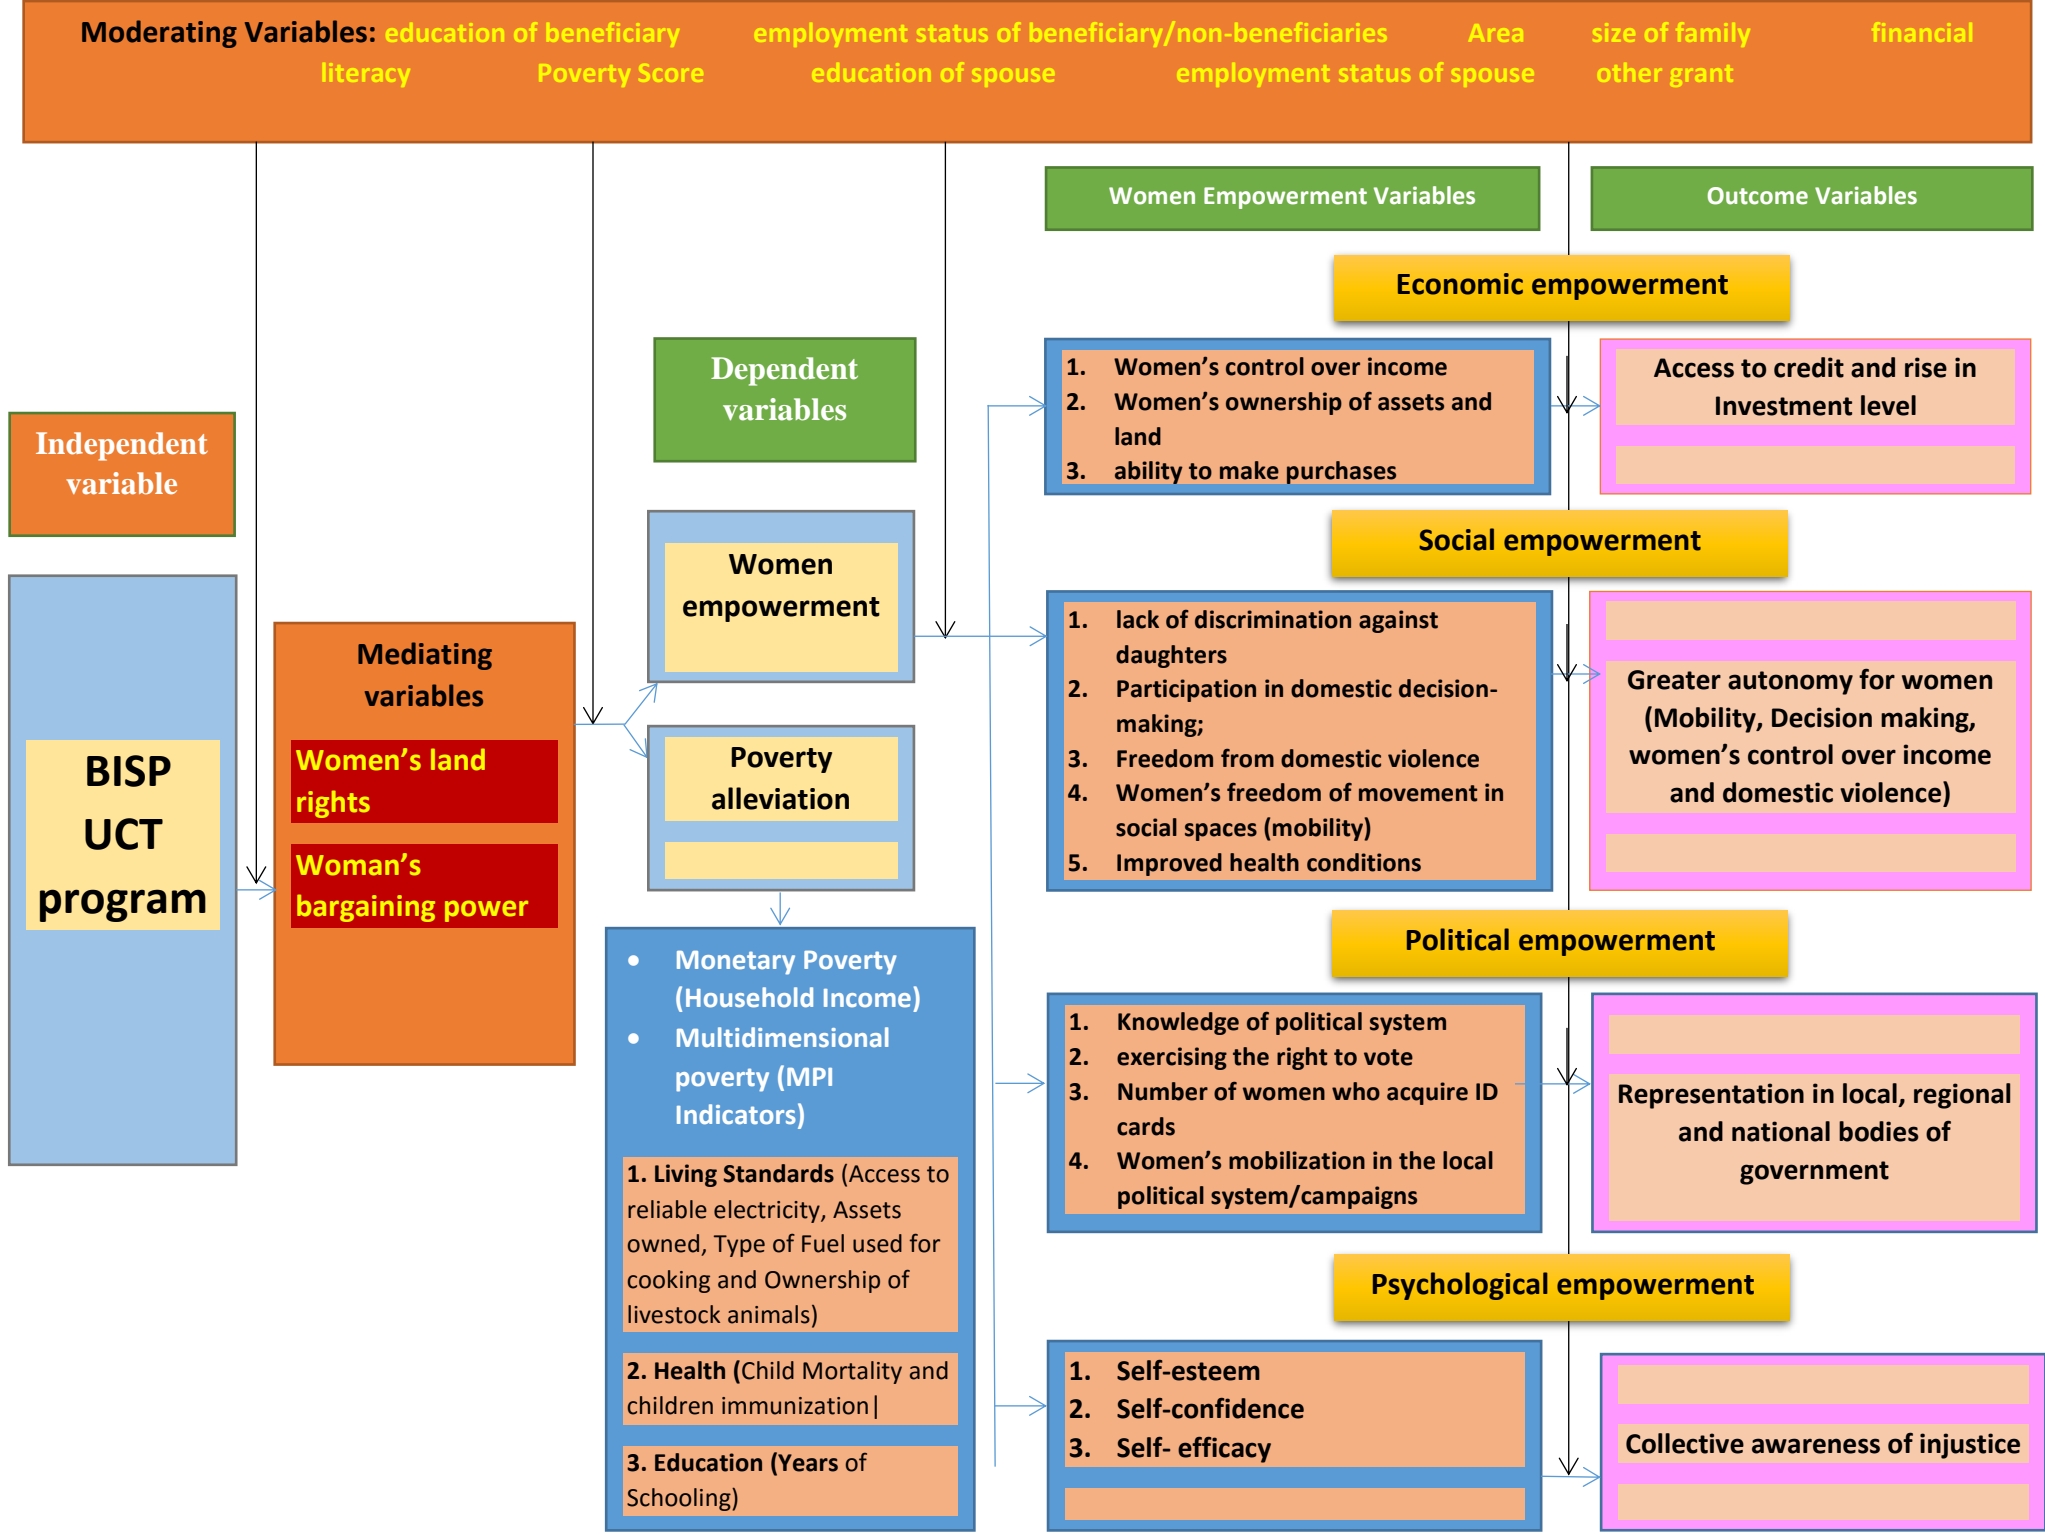 Moderating Variables: education of beneficiary employment status of beneficiary/non-beneficiaries Area size of family financial
literacy Poverty Score education of spouse employment status of spouse other grant
Women Empowerment Variables
Outcome Variables
Independent
variable
BISP
UCT
program
Mediating
variables
Women’s land
rights
Woman’s
bargaining power
Dependent
variables
Women
empowerment
Poverty
alleviation
• Monetary Poverty
(Household Income)
• Multidimensional
poverty (MPI
Indicators)
1. Living Standards (Access to
reliable electricity, Assets
owned, Type of Fuel used for
cooking and Ownership of
livestock animals)
2. Health (Child Mortality and
children immunization|
3. Education (Years of
Schooling)
Economic empowerment
1. Women’s control over income
2. Women’s ownership of assets and
land
3. ability to make purchases
Access to credit and rise in
Investment level
Social empowerment
1. lack of discrimination against
daughters
2. Participation in domestic decision-
making;
3. Freedom from domestic violence
4. Women’s freedom of movement in
social spaces (mobility)
5. Improved health conditions
Greater autonomy for women
(Mobility, Decision making,
women’s control over income
and domestic violence)
Political empowerment
1. Knowledge of political system
2. exercising the right to vote
3. Number of women who acquire ID
cards
4. Women’s mobilization in the local
political system/campaigns
Representation in local, regional
and national bodies of
government
Psychological empowerment
1. Self-esteem
2. Self-confidence
3. Self- efficacy
Collective awareness of injustice